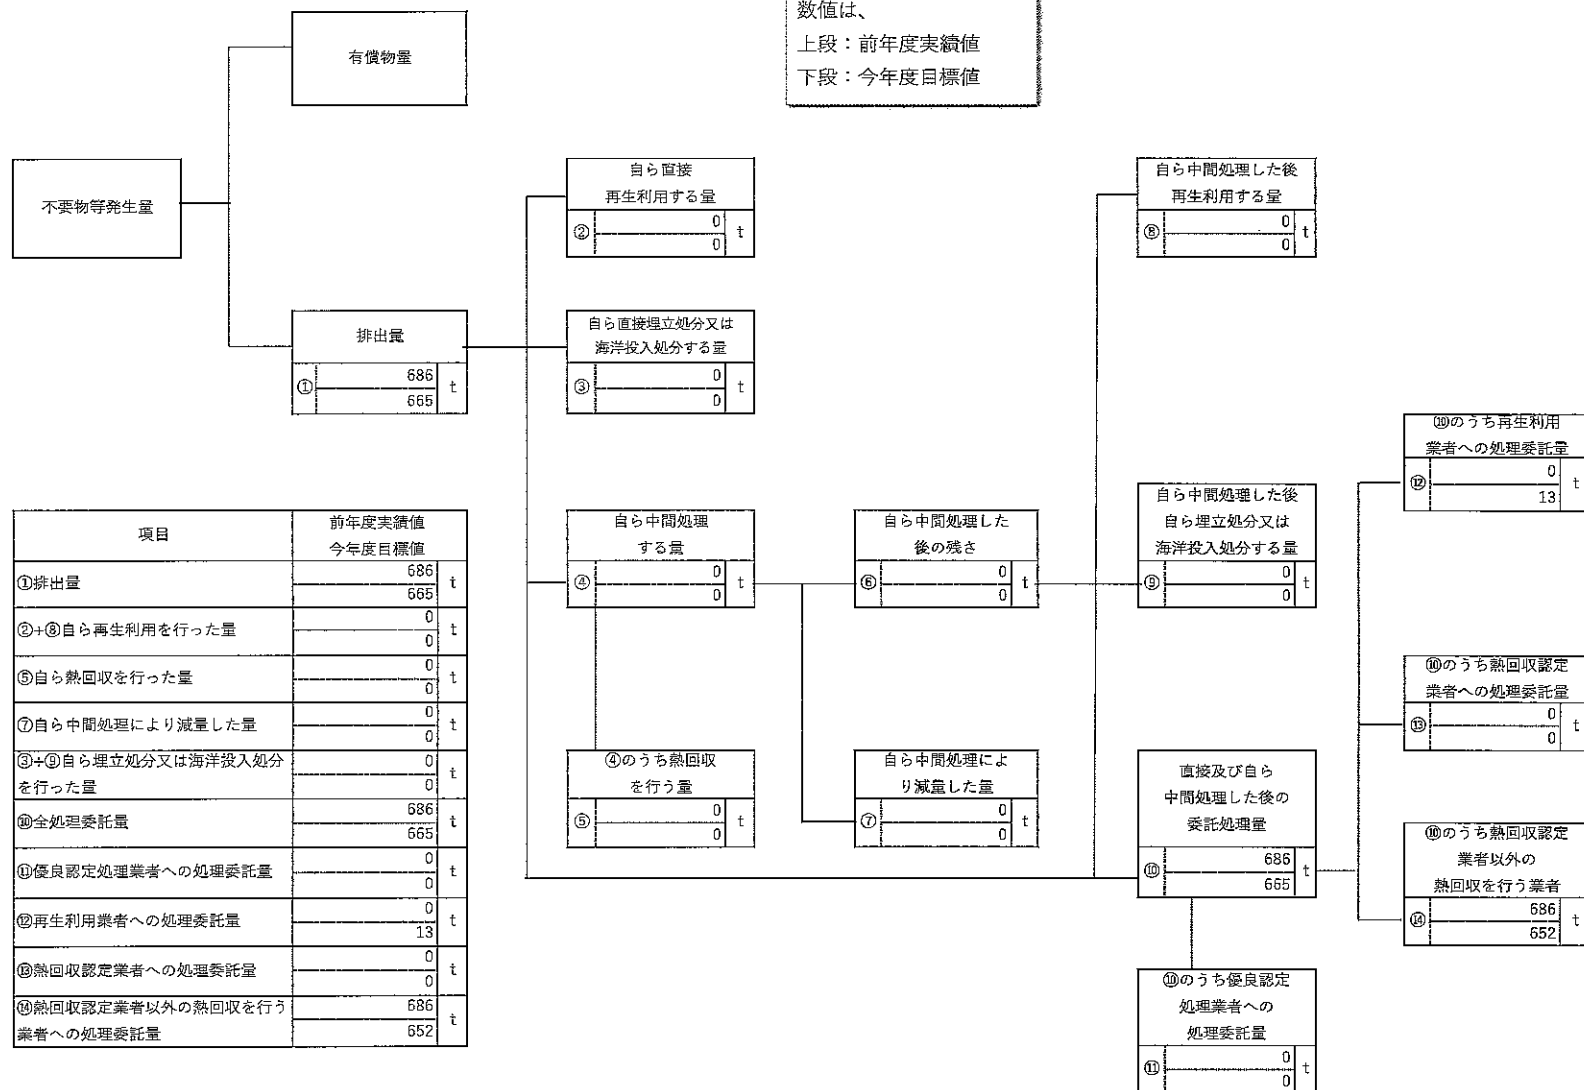 数値は、
上段：前年度実績値
下段：今年度目標値
有償物量
不要物等発生量
排出量
① 686 t
665
自ら直接
再生利用する量
② 0 t
0
自ら直接埋立処分又は
海洋投入処分する量
③ 0 t
0
自ら中間処理
する量
④ 0 t
0
④のうち熱回収
を行う量
⑤ 0 t
0
自ら中間処理した
後の残さ
⑥ 0 t
0
自ら中間処理によ
り減量した量
⑦ 0 t
0
自ら中間処理した後
再生利用する量
⑧ 0 t
0
自ら中間処理した後
自ら埋立処分又は
海洋投入処分する量
⑨ 0 t
0
直接及び自ら
中間処理した後の
委託処理量
⑩ 686 t
665
⑩のうち優良認定
処理業者への
処理委託量
⑪ 0 t
0
⑩のうち再生利用
業者への処理委託量
⑫ 0 t
13
⑩のうち熱回収認定
業者への処理委託量
⑬ 0 t
0
⑩のうち熱回収認定
業者以外の
熱回収を行う業者
⑭ 686 t
652
項目 前年度実績値
今年度目標値
①排出量 686 t
665
②+⑧自ら再生利用を行った量 0 t
0
⑤自ら熱回収を行った量 0 t
0
⑦自ら中間処理により減量した量 0 t
0
③+⑨自ら埋立処分又は海洋投入処分 0 t
を行った量 0
⑩全処理委託量 686 t
665
⑪優良認定処理業者への処理委託量 0 t
0
⑫再生利用業者への処理委託量 0 t
13
⑬熱回収認定業者への処理委託量 0 t
0
⑭熱回収認定業者以外の熱回収を行う 686 t
業者への処理委託量 652